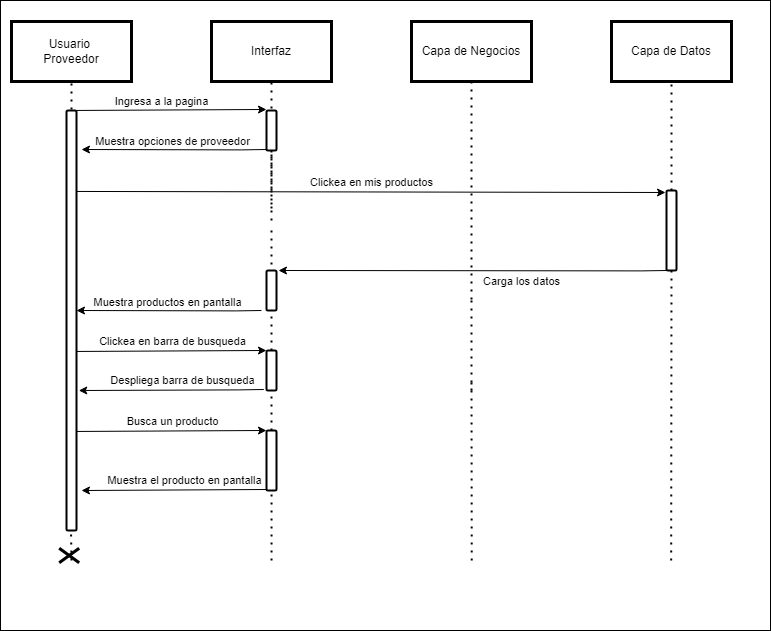 Usuario
Proveedor
Interfaz
Capa de Negocios
Capa de Datos
Ingresa a la pagina
Muestra opciones de proveedor
Clickea en mis productos
Carga los datos
Muestra productos en pantalla
Clickea en barra de busqueda
Despliega barra de busqueda
Busca un producto
Muestra el producto en pantalla